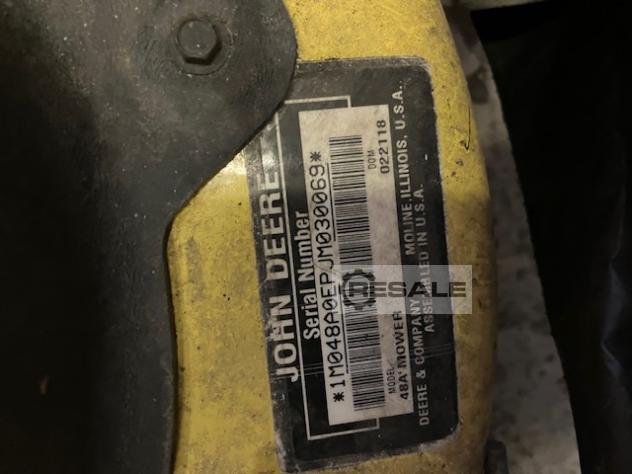 JOHN DEERE
Serial Number
*1M048A0EPJM030069*
DOM
022118
MODEL
48A MOWER
DEERE & COMPANY MOLINE, ILLINOIS, U.S.A.
ASSEMBLED IN U.S.A.
RESALE